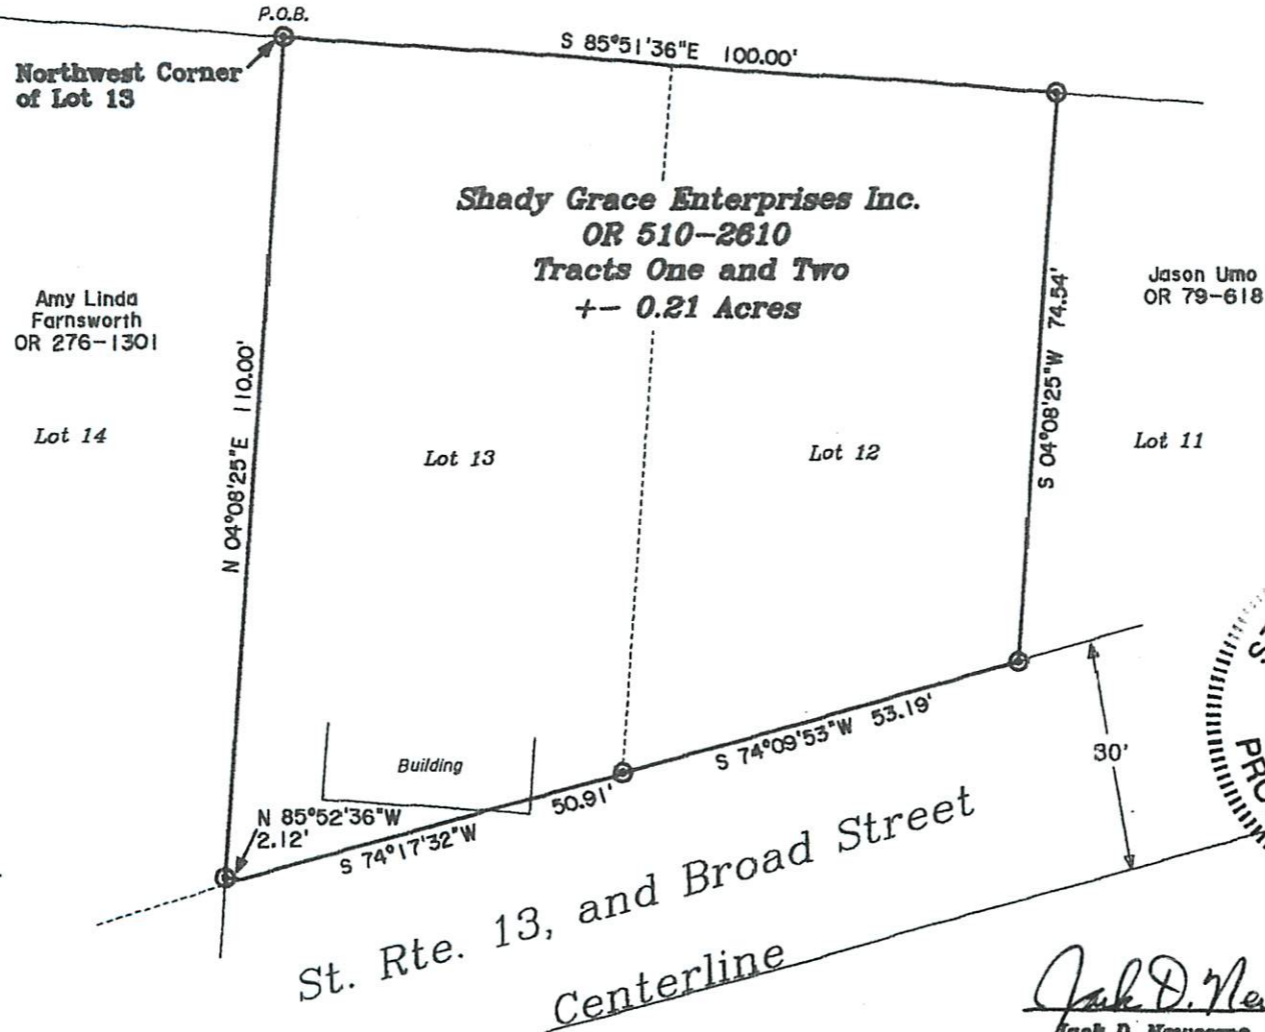 P.O.B.
S 85°51'36"E 100.00'
Northwest Corner
of Lot 13
Shady Grace Enterprises Inc.
OR 510-2610
Tracts One and Two
+- 0.21 Acres
Amy Linda
Farnsworth
OR 276-1301
Jason Umo
OR 79-618
N 04°08'25"E 110.00'
S 04°08'25"W 74.54'
Lot 14
Lot 13
Lot 12
Lot 11
Building
N 85°52'36"W
2.12'
S 74°17'32"W 50.91'
S 74°09'53"W 53.19'
30'
St. Rte. 13, and Broad Street
Centerline
PRO
Jack D. Ne
Jack D.